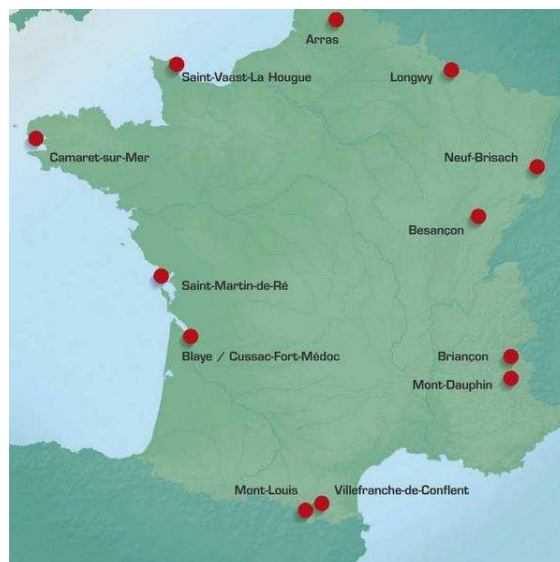 Arras
Saint-Vaast-La Hougue
Longwy
Camaret-sur-Mer
Neuf-Brisach
Besançon
Saint-Martin-de-Ré
Blaye / Cussac-Fort-Médoc
Briançon
Mont-Dauphin
Mont-Louis
Villefranche-de-Conflent